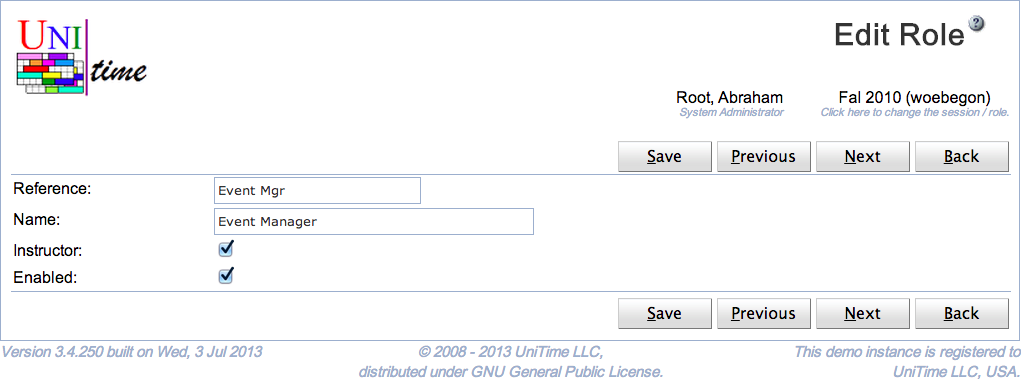 UNI
time
Edit Role
?
Root, Abraham
Fal 2010 (woebegon)
System Administrator
Click here to change the session / role.
Save Previous Next Back
Reference: Event Mgr
Name: Event Manager
Instructor:
Enabled:
Save Previous Next Back
Version 3.4.250 built on Wed, 3 Jul 2013
© 2008 - 2013 UniTime LLC,
distributed under GNU General Public License.
This demo instance is registered to
UniTime LLC, USA.